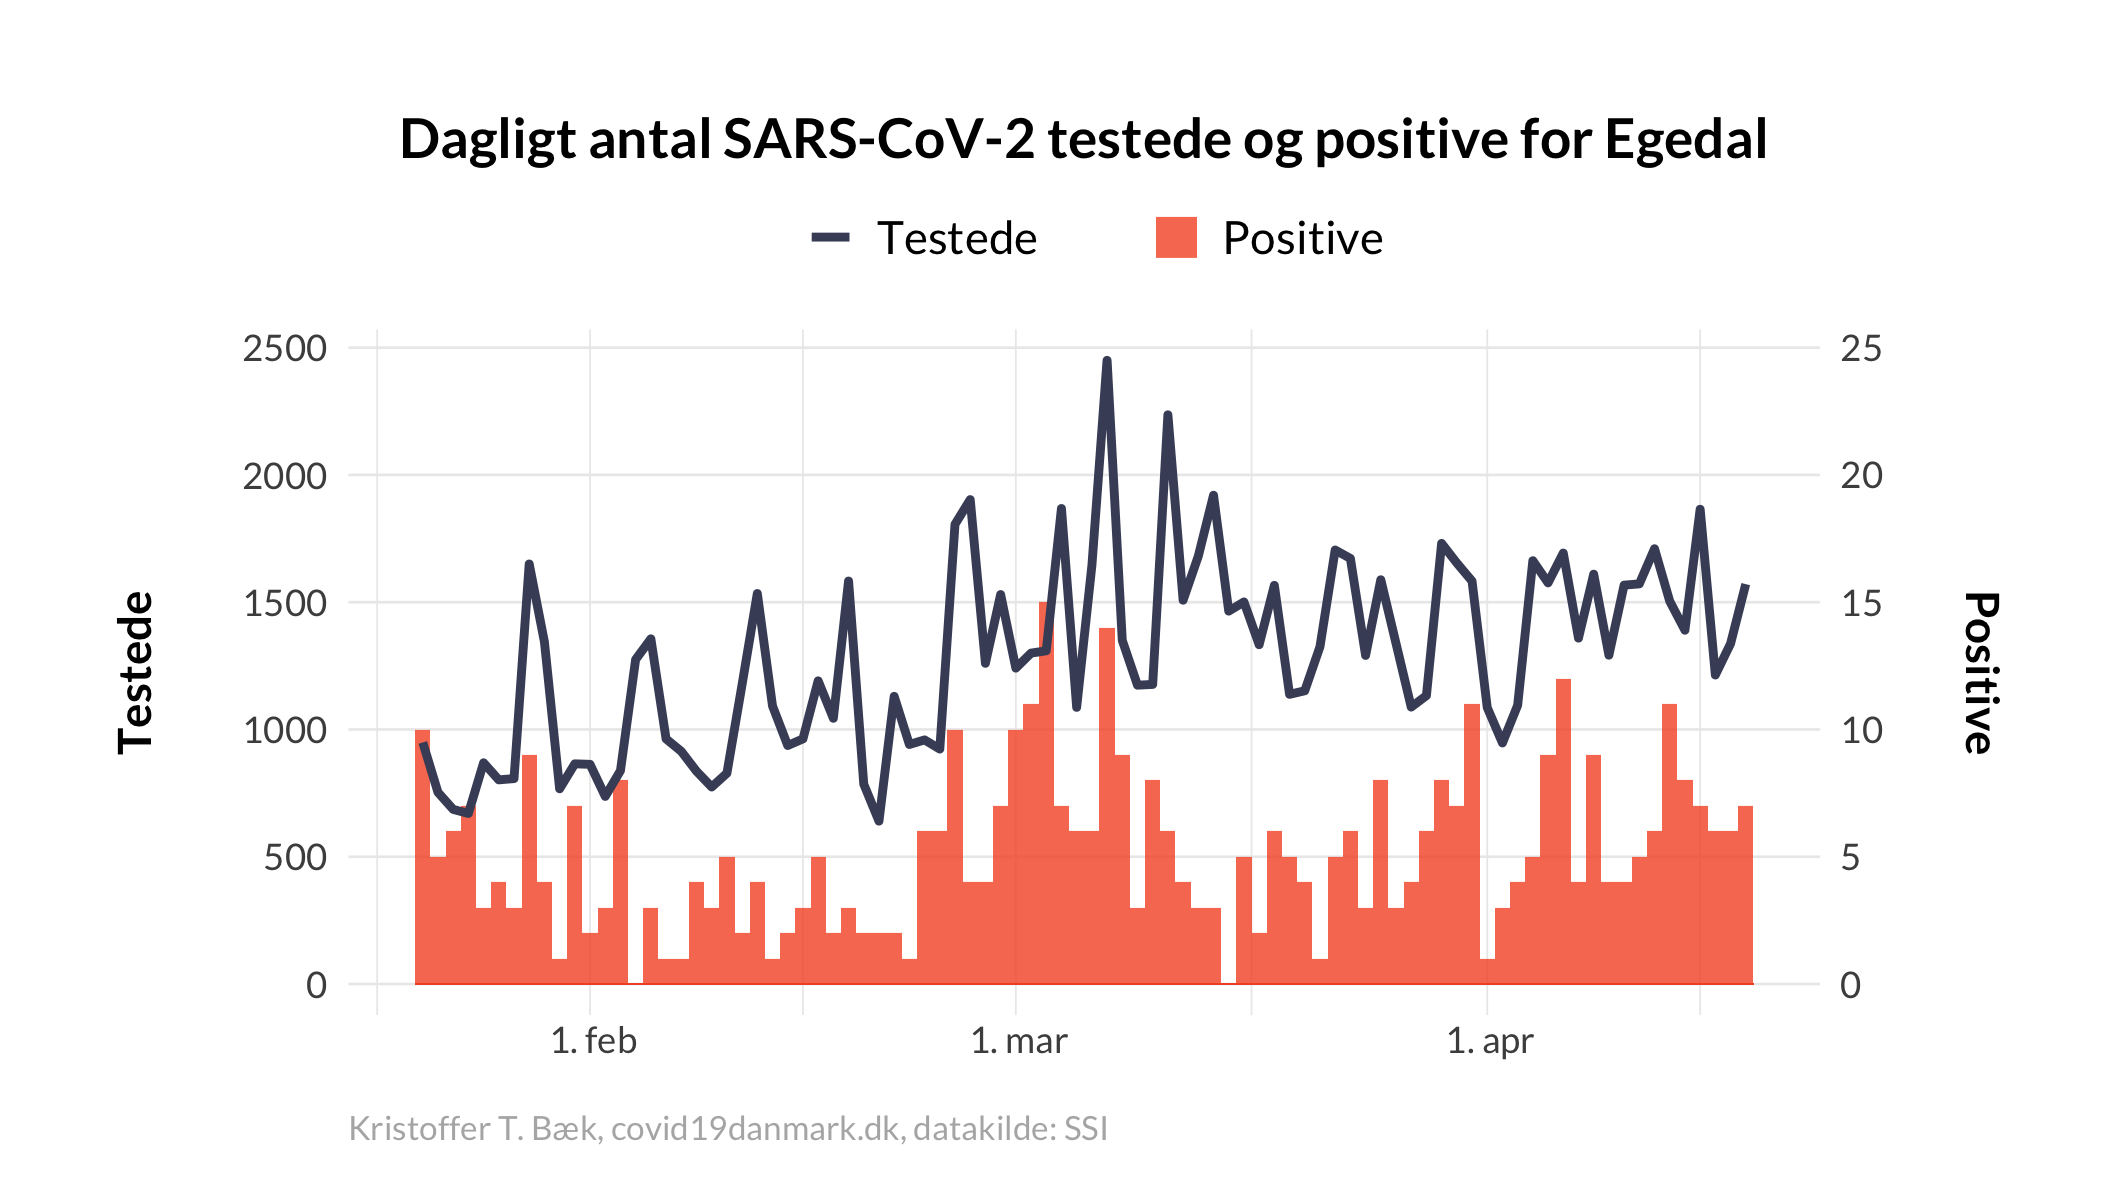 Dagligt antal SARS-CoV-2 testede og positive for Egedal
Testede
Positive
2500
2000
1500
1000
500
0
Testede
25
20
15
10
5
0
Positive
1. feb
1. mar
1. apr
Kristoffer T. Bæk, covid19danmark.dk, datakilde: SSI